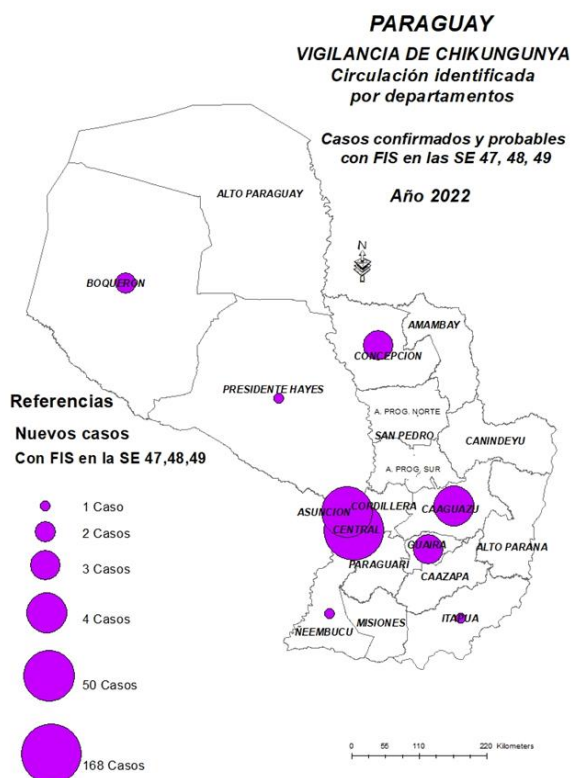 PARAGUAY
VIGILANCIA DE CHIKUNGUNYA
Circulación identificada
por departamentos
Casos confirmados y probables
con FIS en las SE 47, 48, 49
Año 2022
N
ALTO PARAGUAY
BOQUERON
AMAMBAY
CONCEPCION
PRESIDENTE HAYES
A. PROG. NORTE
SAN PEDRO
CANINDEYU
A. PROG. SUR
ASUNCION
CORDILLERA
CAAGUAZU
CENTRAL
GUAIRA
ALTO PARANA
PARAGUARI
CAAZAPA
ÑEEMBUCU
MISIONES
ITAPUA
Referencias
Nuevos casos
Con FIS en la SE 47,48,49
1 Caso
2 Casos
3 Casos
4 Casos
50 Casos
168 Casos
0 55 110 220 Kilometers